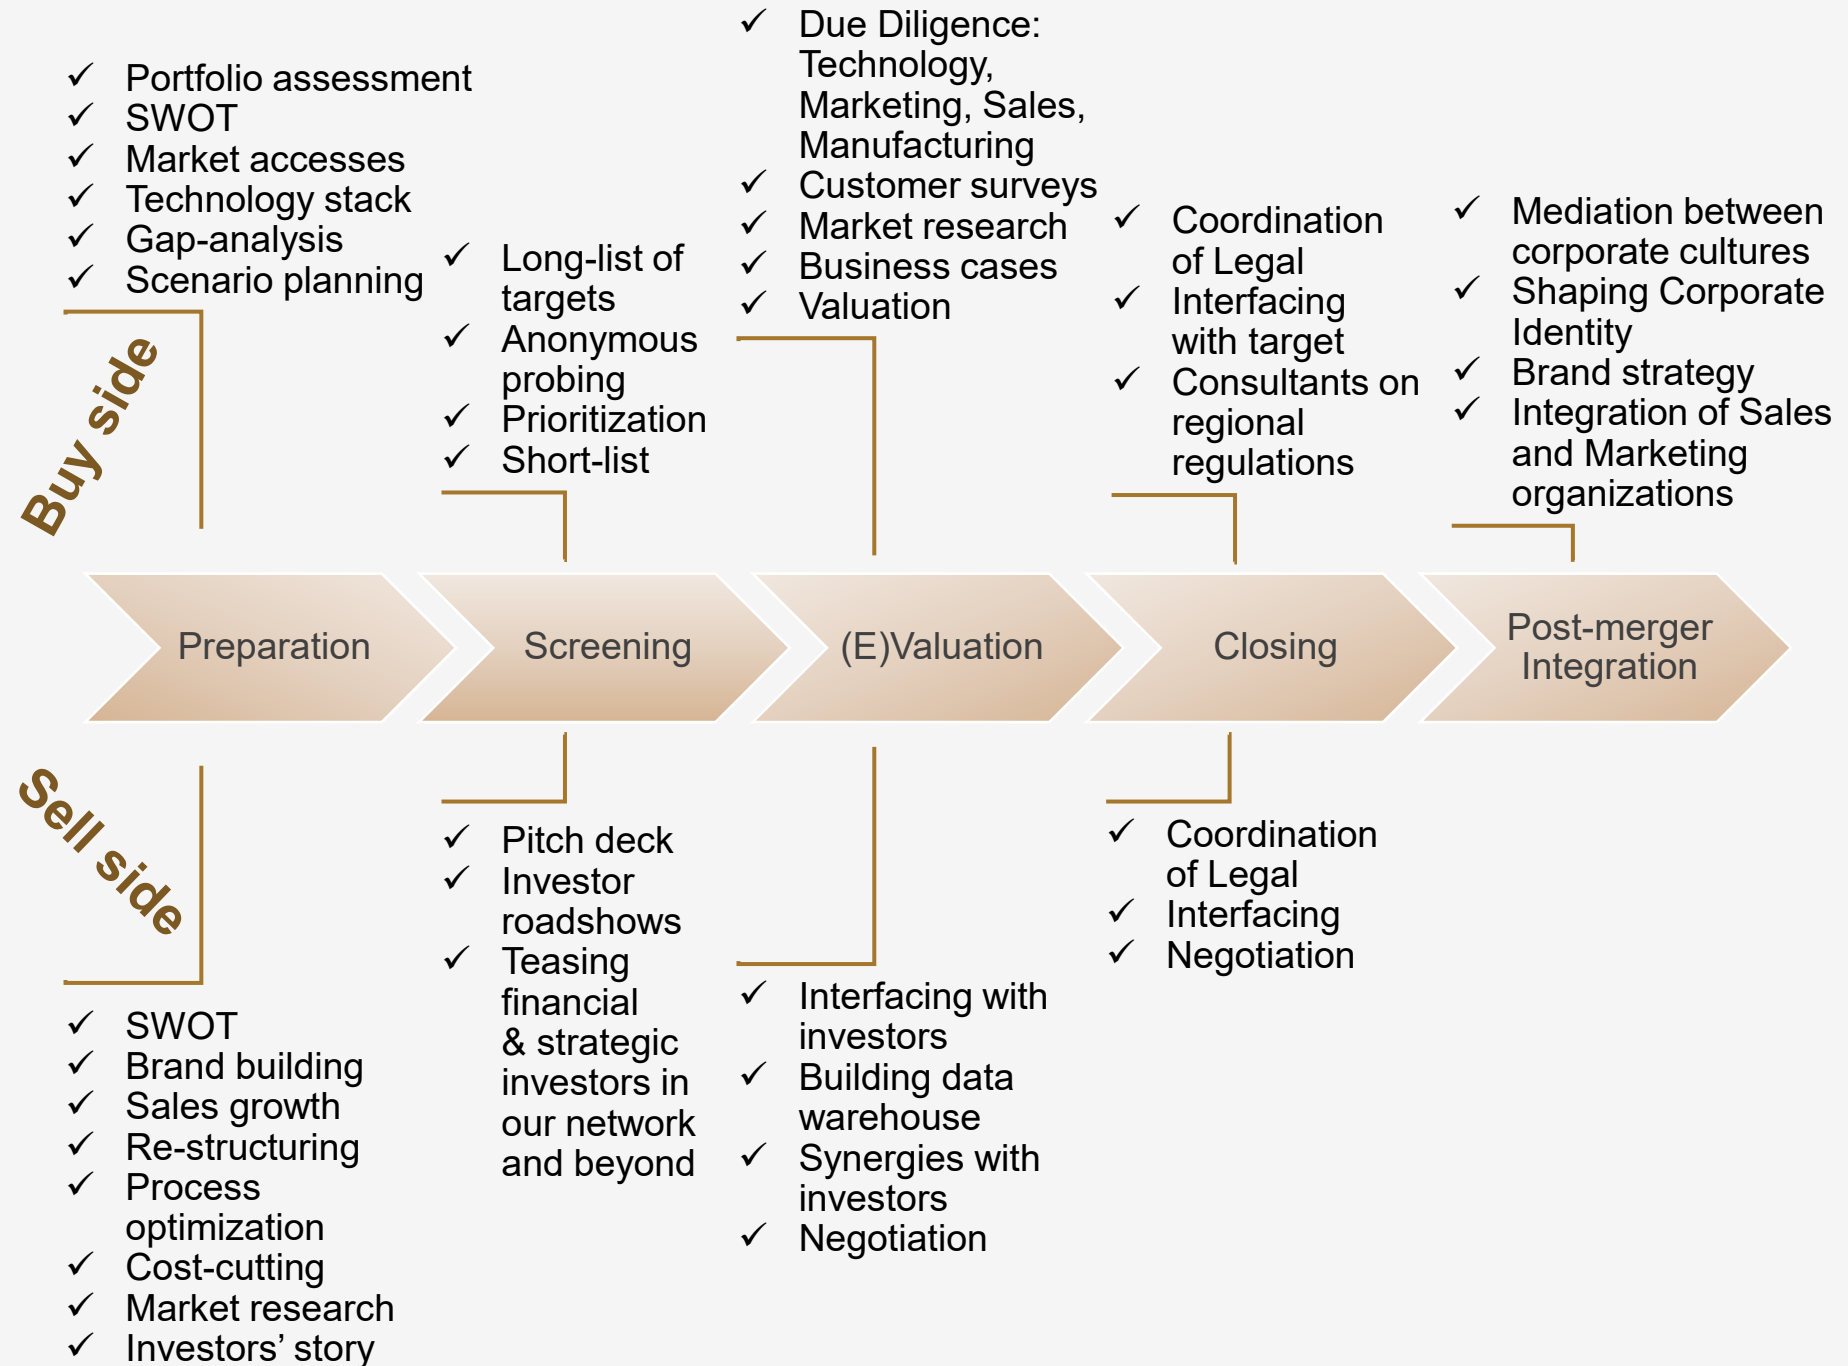 Buy side
✓ Portfolio assessment
✓ SWOT
✓ Market accesses
✓ Technology stack
✓ Gap-analysis
✓ Scenario planning
✓ Long-list of
targets
✓ Anonymous
probing
✓ Prioritization
✓ Short-list
✓ Due Diligence:
Technology,
Marketing, Sales,
Manufacturing
✓ Customer surveys
✓ Market research
✓ Business cases
✓ Valuation
✓ Coordination
of Legal
✓ Interfacing
with target
✓ Consultants on
regional
regulations
✓ Mediation between
corporate cultures
✓ Shaping Corporate
Identity
✓ Brand strategy
✓ Integration of Sales
and Marketing
organizations
Preparation
Screening
(E)Valuation
Closing
Post-merger
Integration
Sell side
✓ SWOT
✓ Brand building
✓ Sales growth
✓ Re-structuring
✓ Process
optimization
✓ Cost-cutting
✓ Market research
✓ Investors’ story
✓ Pitch deck
✓ Investor
roadshows
✓ Teasing
financial
& strategic
investors in
our network
and beyond
✓ Interfacing with
investors
✓ Building data
warehouse
✓ Synergies with
investors
✓ Negotiation
✓ Coordination
of Legal
✓ Interfacing
✓ Negotiation